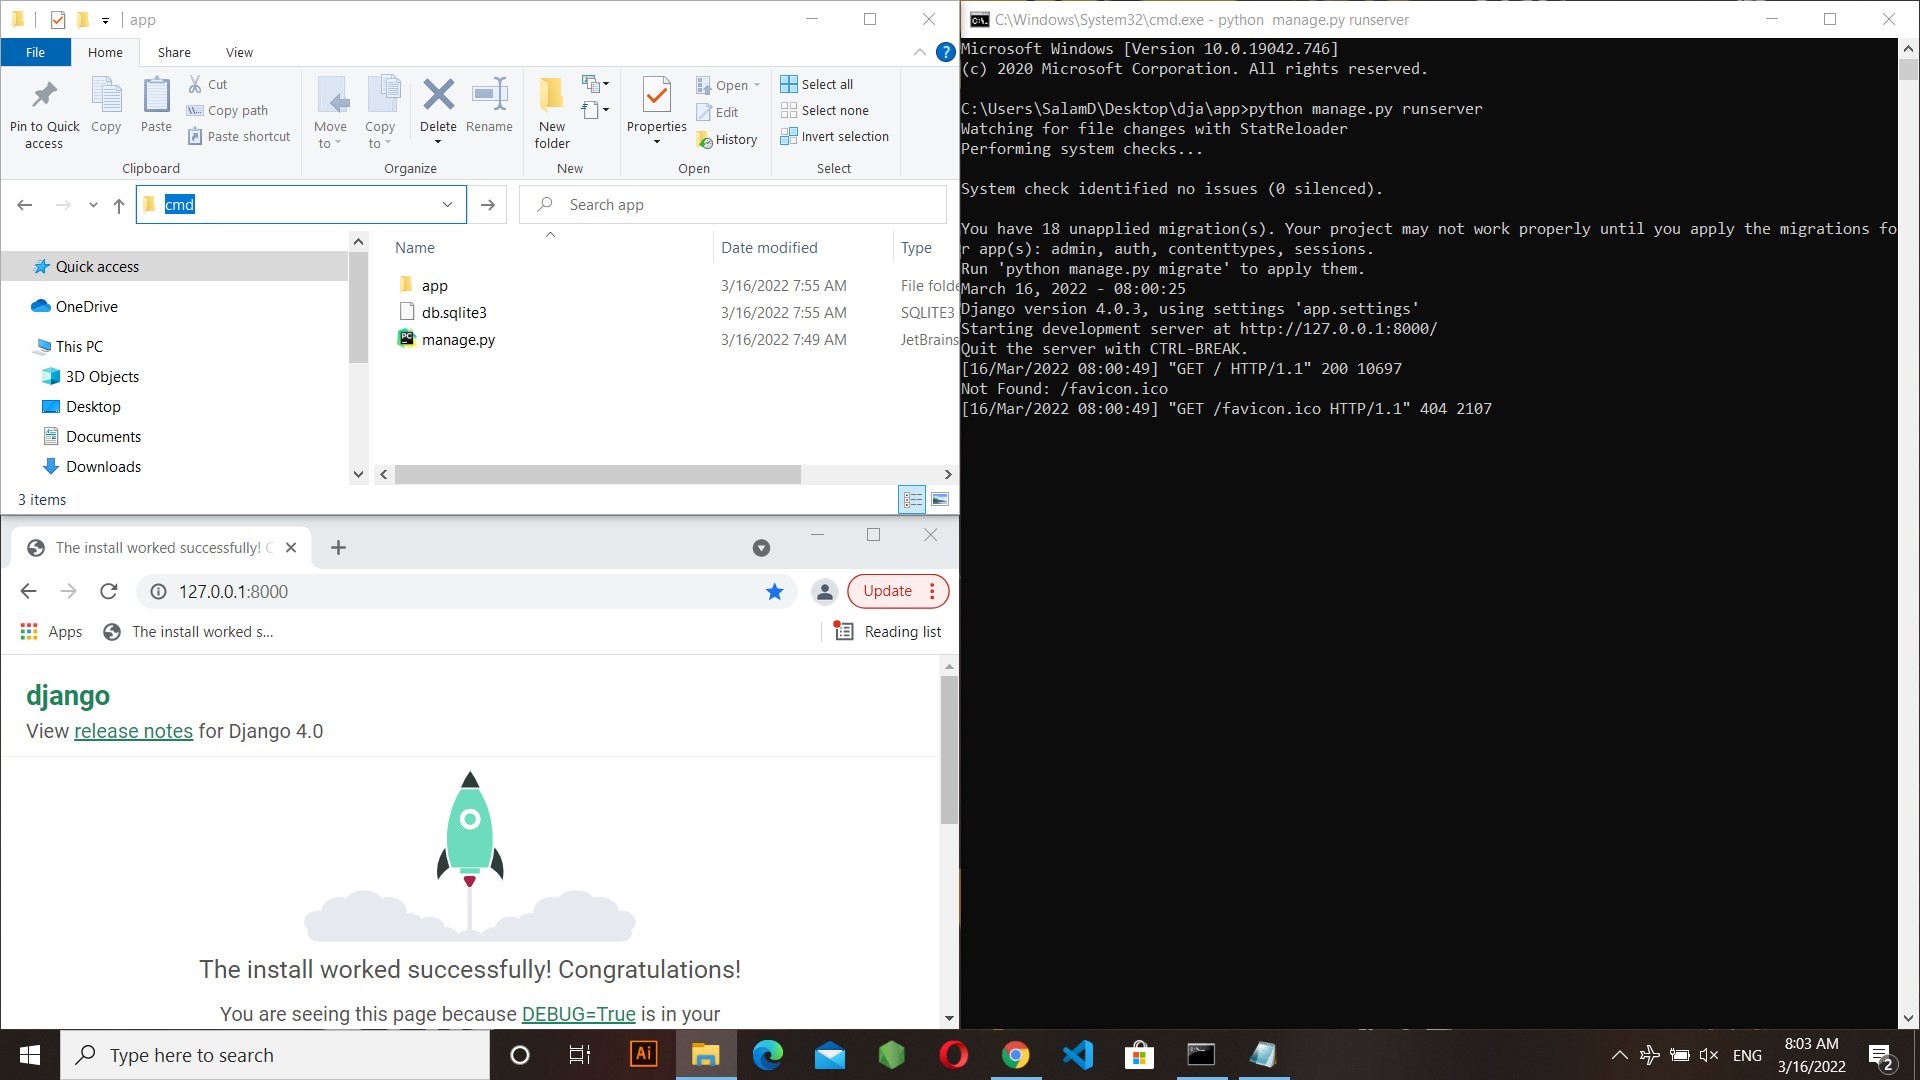 app
File
Home
Share
View
?
Pin to Quick access
Copy
Paste
Cut
Copy path
Paste shortcut
Clipboard
Move to
Copy to
Delete
Rename
Organize
New folder
New
Properties
Open
Edit
History
Open
Select all
Select none
Invert selection
Select
cmd
Search app
Quick access
OneDrive
This PC
3D Objects
Desktop
Documents
Downloads
Name
Date modified
Type
app
3/16/2022 7:55 AM
File folde
db.sqlite3
3/16/2022 7:55 AM
SQLITE3
manage.py
3/16/2022 7:49 AM
JetBrains
3 items
C:\Windows\System32\cmd.exe - python  manage.py runserver
Microsoft Windows [Version 10.0.19042.746]
(c) 2020 Microsoft Corporation. All rights reserved.
C:\Users\SalamD\Desktop\dja\app>python manage.py runserver
Watching for file changes with StatReloader
Performing system checks...
System check identified no issues (0 silenced).
You have 18 unapplied migration(s). Your project may not work properly until you apply the migrations fo
r app(s): admin, auth, contenttypes, sessions.
Run 'python manage.py migrate' to apply them.
March 16, 2022 - 08:00:25
Django version 4.0.3, using settings 'app.settings'
Starting development server at http://127.0.0.1:8000/
Quit the server with CTRL-BREAK.
[16/Mar/2022 08:00:49] "GET / HTTP/1.1" 200 10697
Not Found: /favicon.ico
[16/Mar/2022 08:00:49] "GET /favicon.ico HTTP/1.1" 404 2107
The install worked successfully! C
127.0.0.1:8000
Update
Apps
The install worked s...
Reading list
django
View release notes for Django 4.0
The install worked successfully! Congratulations!
You are seeing this page because DEBUG=True is in your
Type here to search
Ai
ENG
8:03 AM
3/16/2022
2